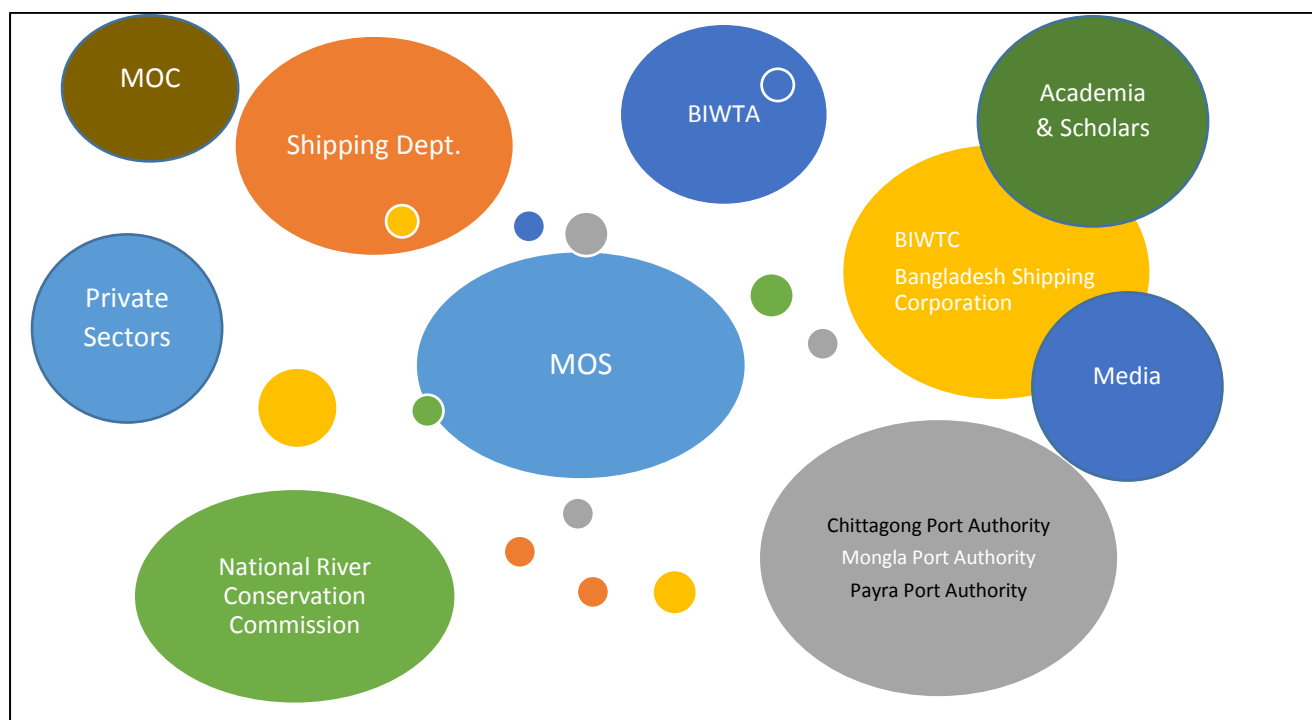 MOC
Shipping Dept.
BIWTA
Academia
& Scholars
BIWTC
Bangladesh Shipping
Corporation
Private
Sectors
MOS
Media
Chittagong Port Authority
Mongla Port Authority
Payra Port Authority
National River
Conservation
Commission